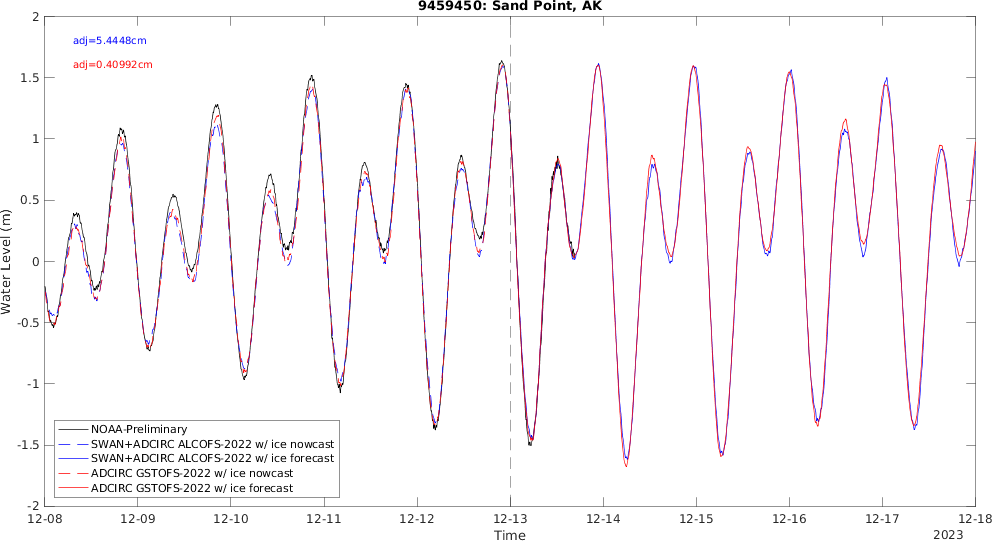 9459450: Sand Point, AK
adj=5.4448cm
adj=0.40992cm
2
1.5
1
0.5
0
-0.5
-1
-1.5
-2
Water Level (m)
NOAA-Preliminary
SWAN+ADCIRC ALCOFS-2022 w/ ice nowcast
SWAN+ADCIRC ALCOFS-2022 w/ ice forecast
ADCIRC GSTOFS-2022 w/ ice nowcast
ADCIRC GSTOFS-2022 w/ ice forecast
12-08 12-09 12-10 12-11 12-12 12-13 12-14 12-15 12-16 12-17 12-18
Time
2023